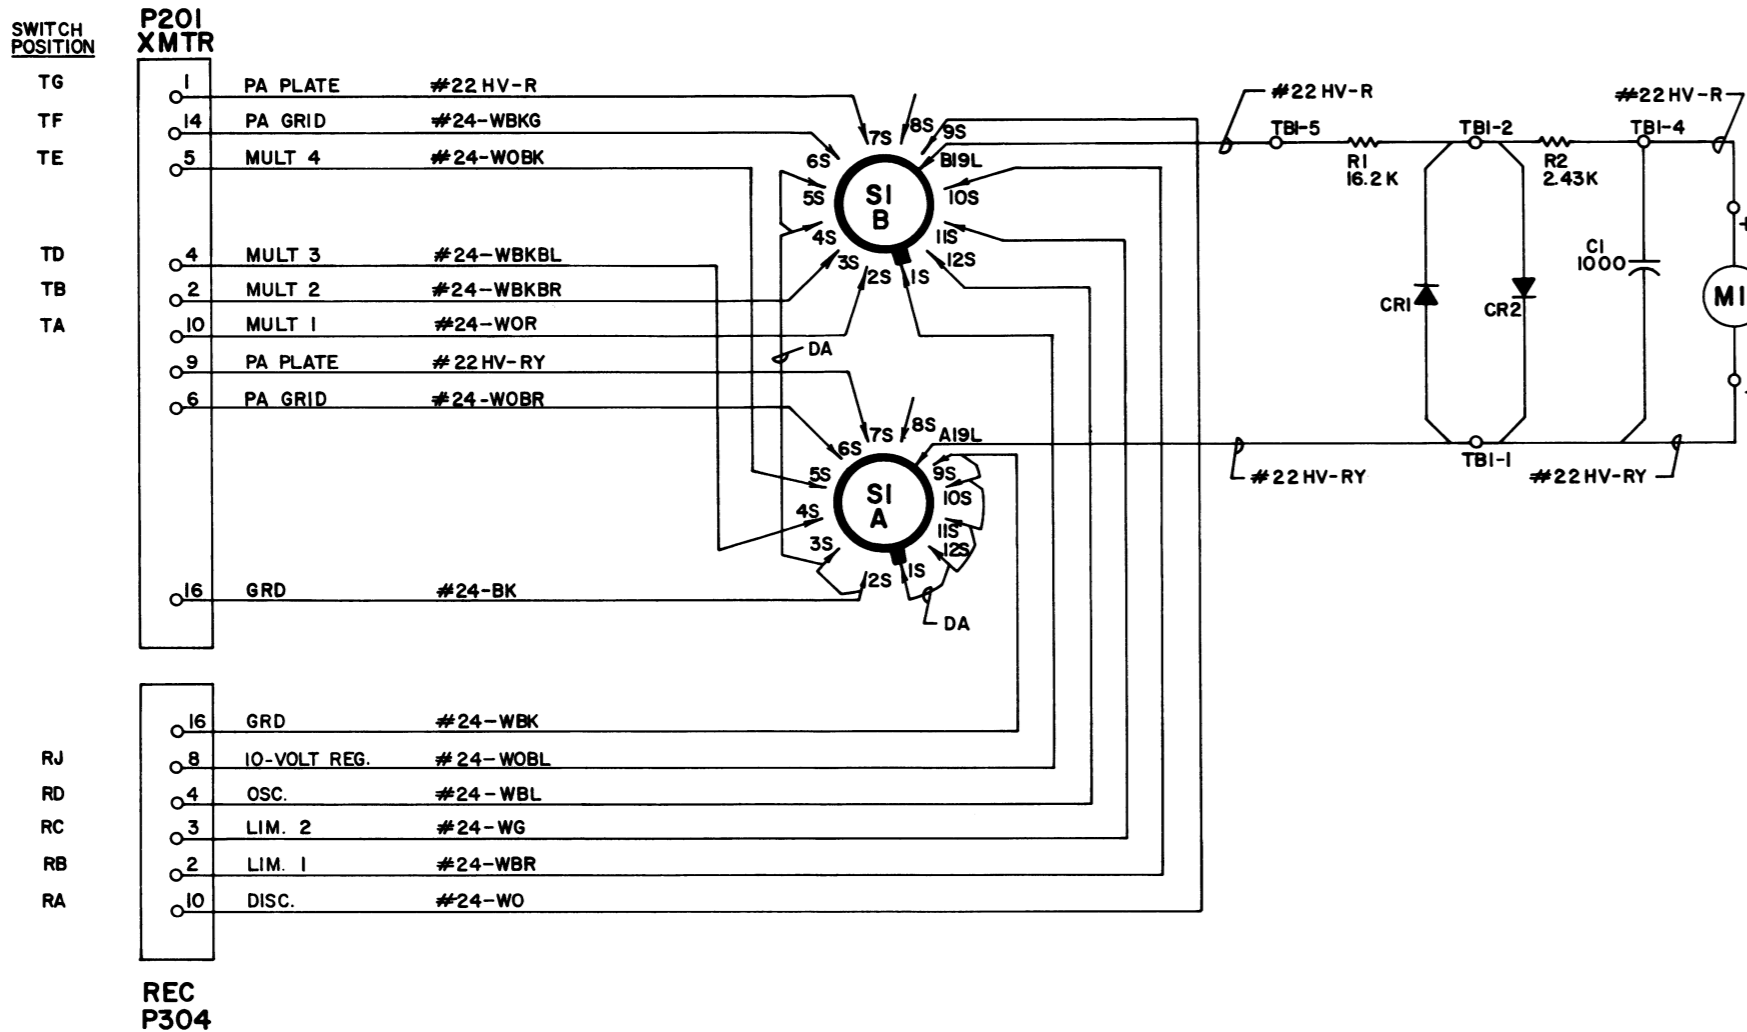 SWITCH
POSITION
P201
XMTR
TG 1 PA PLATE #22 HV-R
TF 14 PA GRID #24-WBKG
TE 5 MULT 4 #24-WOBK
TD 4 MULT 3 #24-WBKBL
TB 2 MULT 2 #24-WBKBR
TA 10 MULT 1 #24-WOR
9 PA PLATE #22 HV-RY
6 PA GRID #24-WOBR
16 GRD #24-BK
16 GRD #24-WBK
RJ 8 10-VOLT REG. #24-WOBL
RD 4 OSC. #24-WBL
RC 3 LIM. 2 #24-WG
RB 2 LIM. 1 #24-WBR
RA 10 DISC. #24-WO
REC
P304
8S
7S 9S
6S B19L
5S 10S
S1
B
4S 11S
3S 12S
2S 1S
DA
8S
7S A19L
6S
5S 9S
S1
A
10S
4S 11S
3S 12S
2S 1S
DA
#22 HV-R #22 HV-R
TB1-5 TB1-2 TB1-4
R1
16.2K
R2
2.43K
+
C1
1000
CR1 CR2 M1
-
TB1-1
#22 HV-RY #22 HV-RY